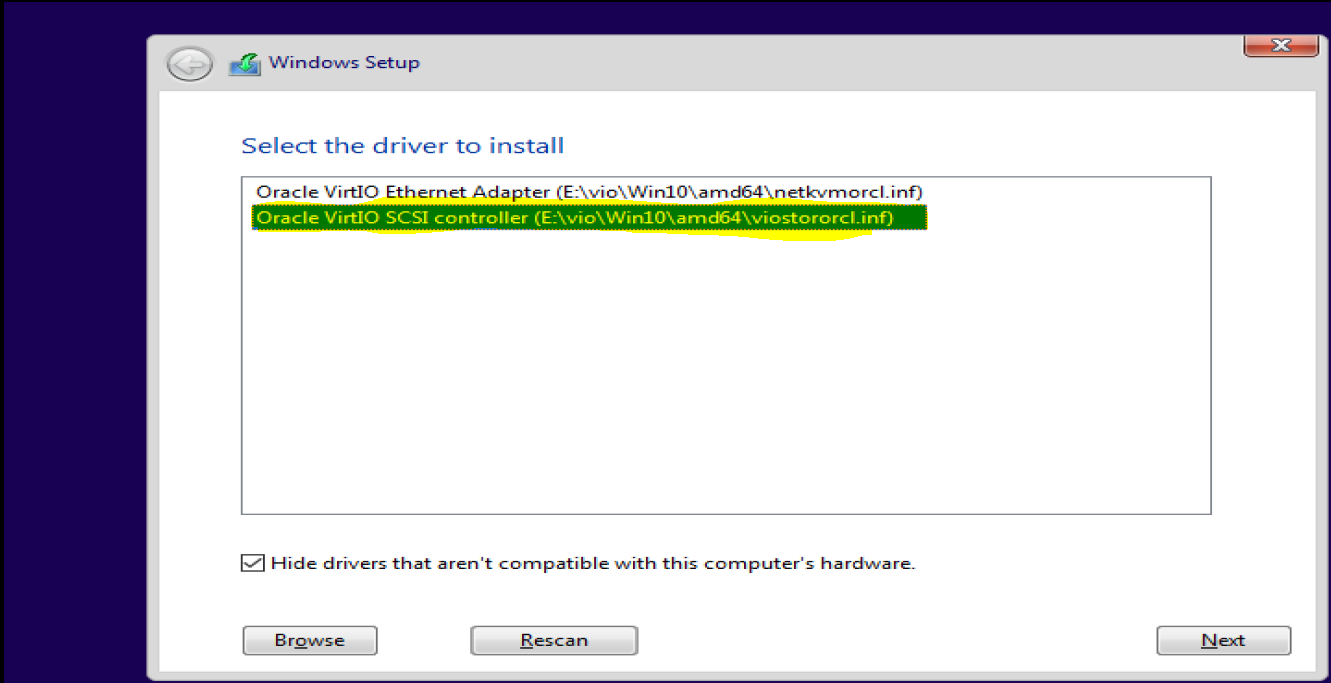 Windows Setup
Select the driver to install
Oracle VirtIO Ethernet Adapter (E:\vio\Win10\amd64\netkvmorcl.inf)
Oracle VirtIO SCSI controller (E:\vio\Win10\amd64\viostororcl.inf)
Hide drivers that aren't compatible with this computer's hardware.
Browse
Rescan
Next